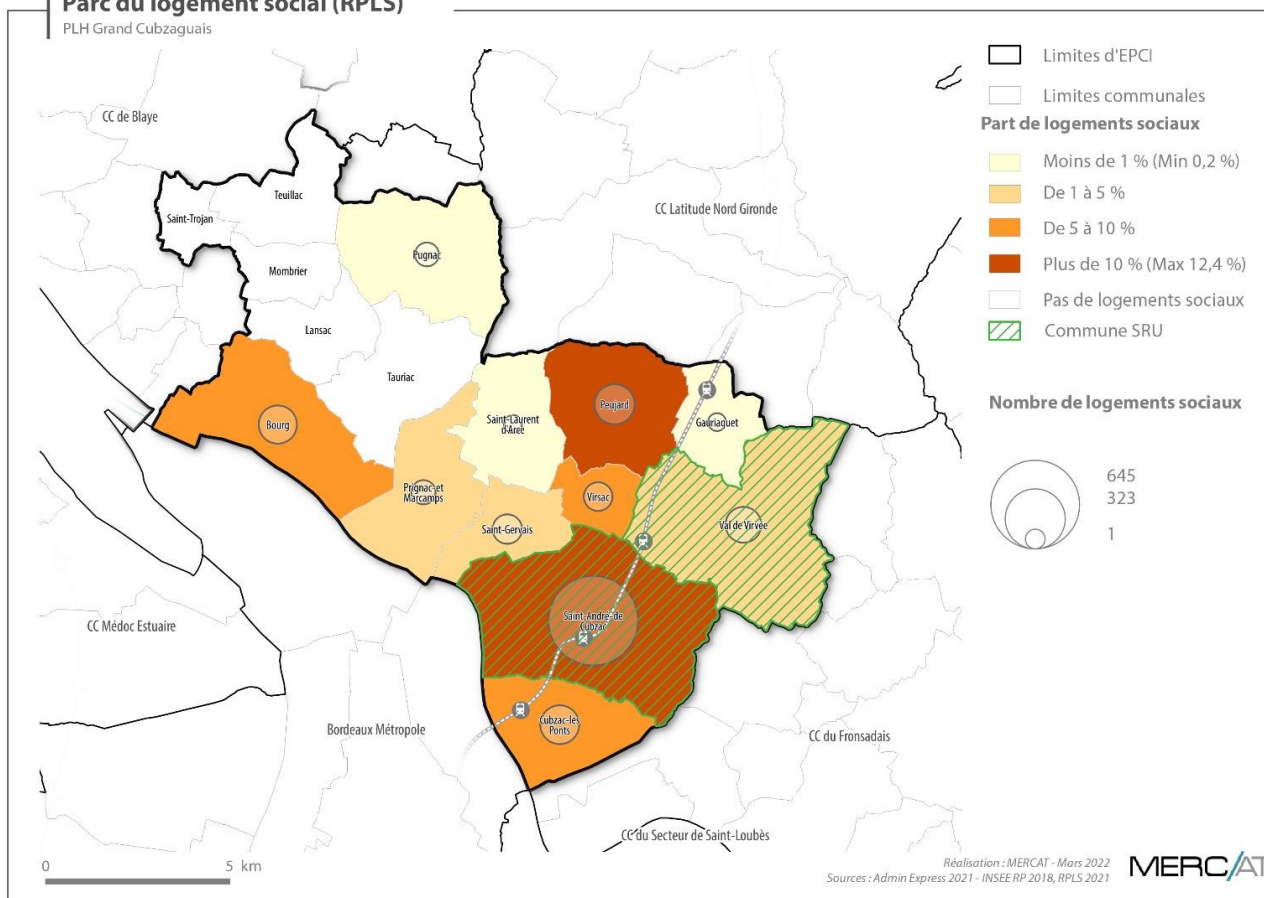 Parc du logement social (RPLS)
PLH Grand Cubzaguais
Limites d'EPCI
Limites communales
Part de logements sociaux
Moins de 1 % (Min 0,2 %)
De 1 à 5 %
De 5 à 10 %
Plus de 10 % (Max 12,4 %)
Pas de logements sociaux
Commune SRU
Nombre de logements sociaux
645
323
1
CC de Blaye
Teuillac
Saint-Trojan
CC Latitude Nord Gironde
Pugnac
Mombrier
Lansac
Tauriac
Peujard
Saint-Laurent
d'Arce
Gauriaguet
Bourg
Prignac-et
Marcamps
Virsac
Saint-Gervais
Val de Virvée
Saint-André-de
Cubzac
CC Médoc Estuaire
Cubzac-les
Ponts
Bordeaux Métropole
CC du Fronsadais
CC du Secteur de Saint-Loubès
0 5 km
Réalisation : MERCAT - Mars 2022
Sources : Admin Express 2021 - INSEE RP 2018, RPLS 2021
MERC/AT